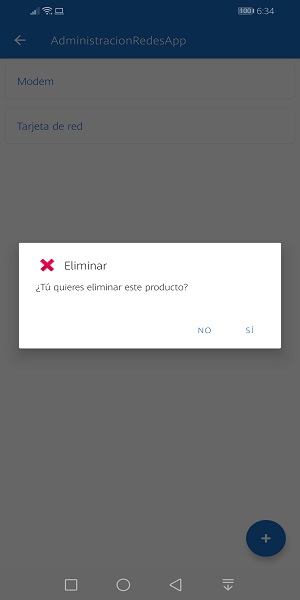 100 6:34
AdministracionRedesApp
Modem
Tarjeta de red
Eliminar
¿Tú quieres eliminar este producto?
NO SÍ